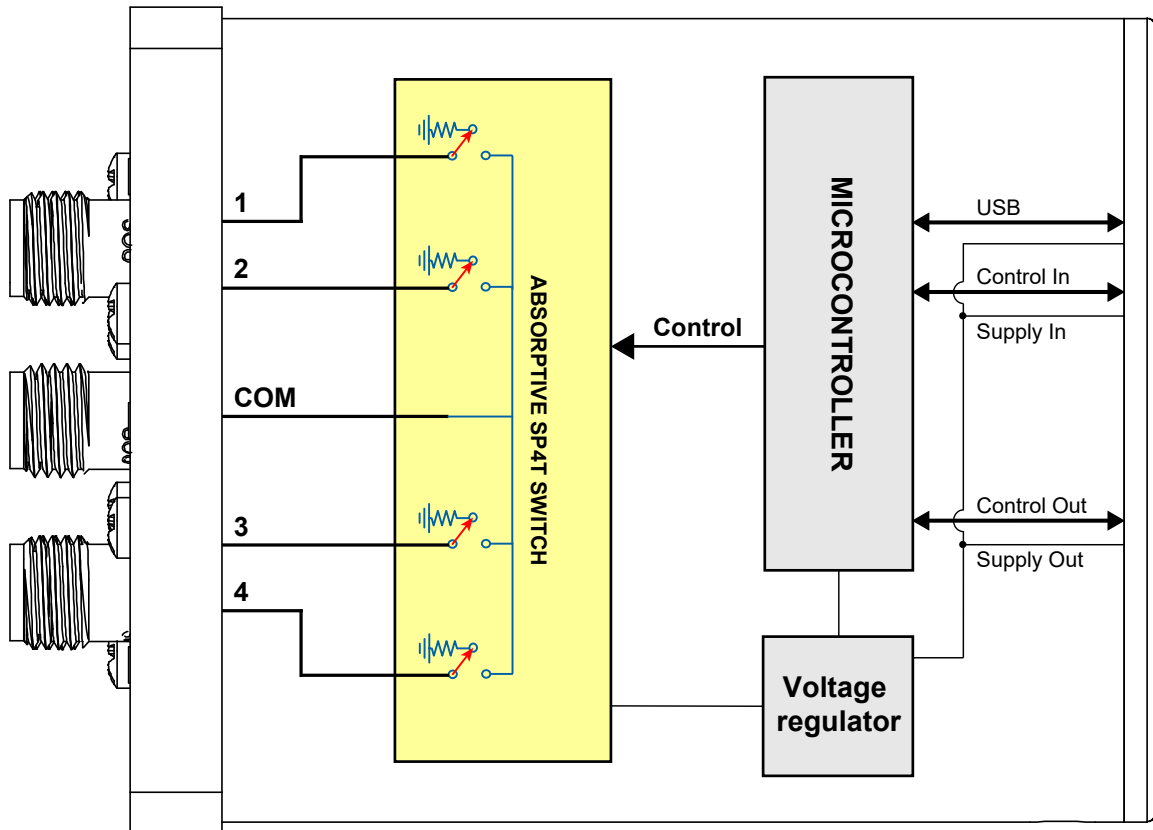 1
2
COM
3
4
ABSORPTIVE SP4T SWITCH
Control
MICROCONTROLLER
USB
Control In
Supply In
Control Out
Supply Out
Voltage
regulator